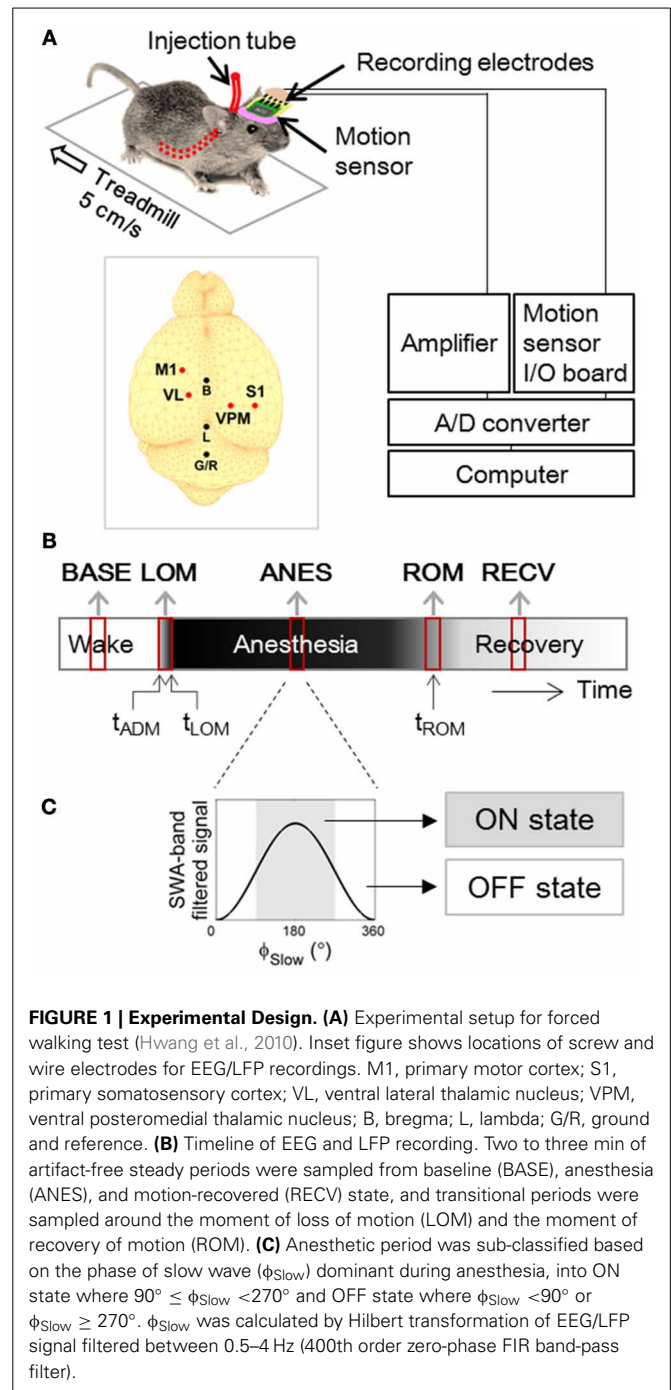 A
Injection tube
Recording electrodes
Motion
sensor
Treadmill
5 cm/s
M1
VL
B
S1
VPM
L
G/R
Amplifier
Motion
sensor
I/O board
A/D converter
Computer
B
BASE LOM ANES ROM RECV
Wake Anesthesia Recovery
tADM tLOM tROM Time
C
SWA-band
filtered signal
0 180 360
ϕSlow (°)
ON state
OFF state
FIGURE 1 | Experimental Design. (A) Experimental setup for forced
walking test (Hwang et al., 2010). Inset figure shows locations of screw and
wire electrodes for EEG/LFP recordings. M1, primary motor cortex; S1,
primary somatosensory cortex; VL, ventral lateral thalamic nucleus; VPM,
ventral posteromedial thalamic nucleus; B, bregma; L, lambda; G/R, ground
and reference. (B) Timeline of EEG and LFP recording. Two to three min of
artifact-free steady periods were sampled from baseline (BASE), anesthesia
(ANES), and motion-recovered (RECV) state, and transitional periods were
sampled around the moment of loss of motion (LOM) and the moment of
recovery of motion (ROM). (C) Anesthetic period was sub-classified based
on the phase of slow wave (ϕSlow) dominant during anesthesia, into ON
state where 90° ≤ ϕSlow <270° and OFF state where ϕSlow <90° or
ϕSlow ≥ 270°. ϕSlow was calculated by Hilbert transformation of EEG/LFP
signal filtered between 0.5–4 Hz (400th order zero-phase FIR band-pass
filter).